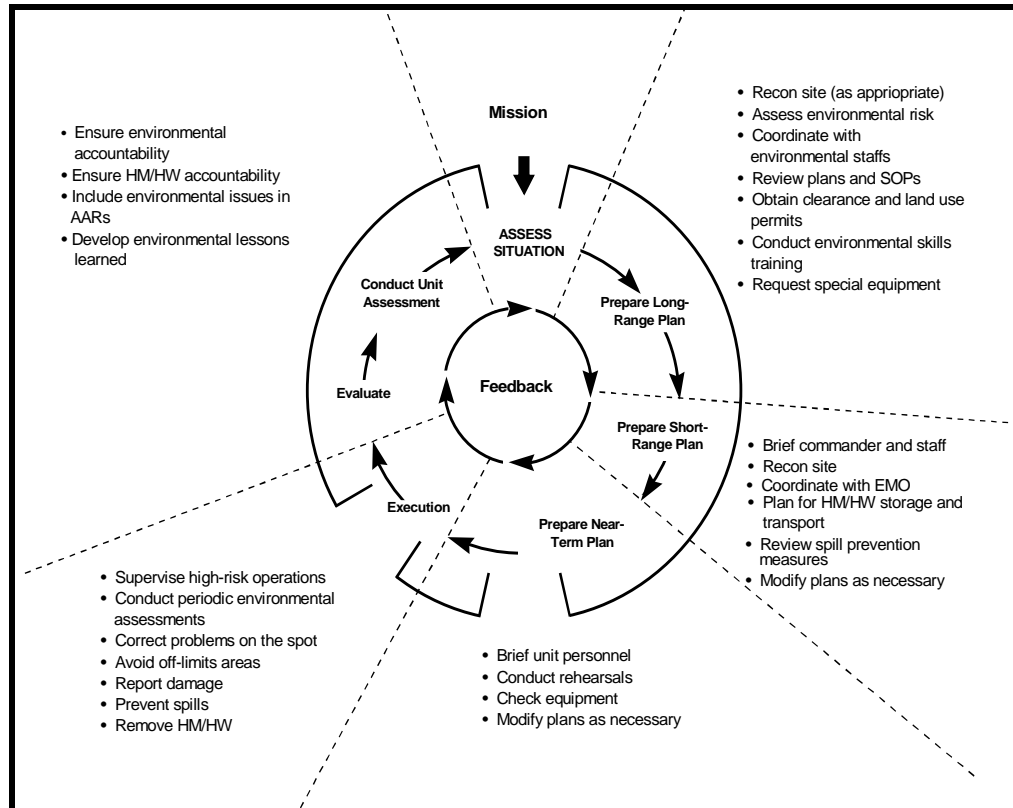 Mission
• Recon site (as appriopriate)
• Assess environmental risk
• Coordinate with
environmental staffs
• Review plans and SOPs
• Obtain clearance and land use
permits
• Conduct environmental skills
training
• Request special equipment
• Ensure environmental
accountability
• Ensure HM/HW accountability
• Include environmental issues in
AARs
• Develop environmental lessons
learned
ASSESS
SITUATION
Conduct Unit
Assessment
Prepare Long-
Range Plan
Feedback
Evaluate
Prepare Short-
Range Plan
• Brief commander and staff
• Recon site
• Coordinate with EMO
• Plan for HM/HW storage and
transport
• Review spill prevention
measures
• Modify plans as necessary
Execution
Prepare Near-
Term Plan
• Supervise high-risk operations
• Conduct periodic environmental
assessments
• Correct problems on the spot
• Avoid off-limits areas
• Report damage
• Prevent spills
• Remove HM/HW
• Brief unit personnel
• Conduct rehearsals
• Check equipment
• Modify plans as necessary